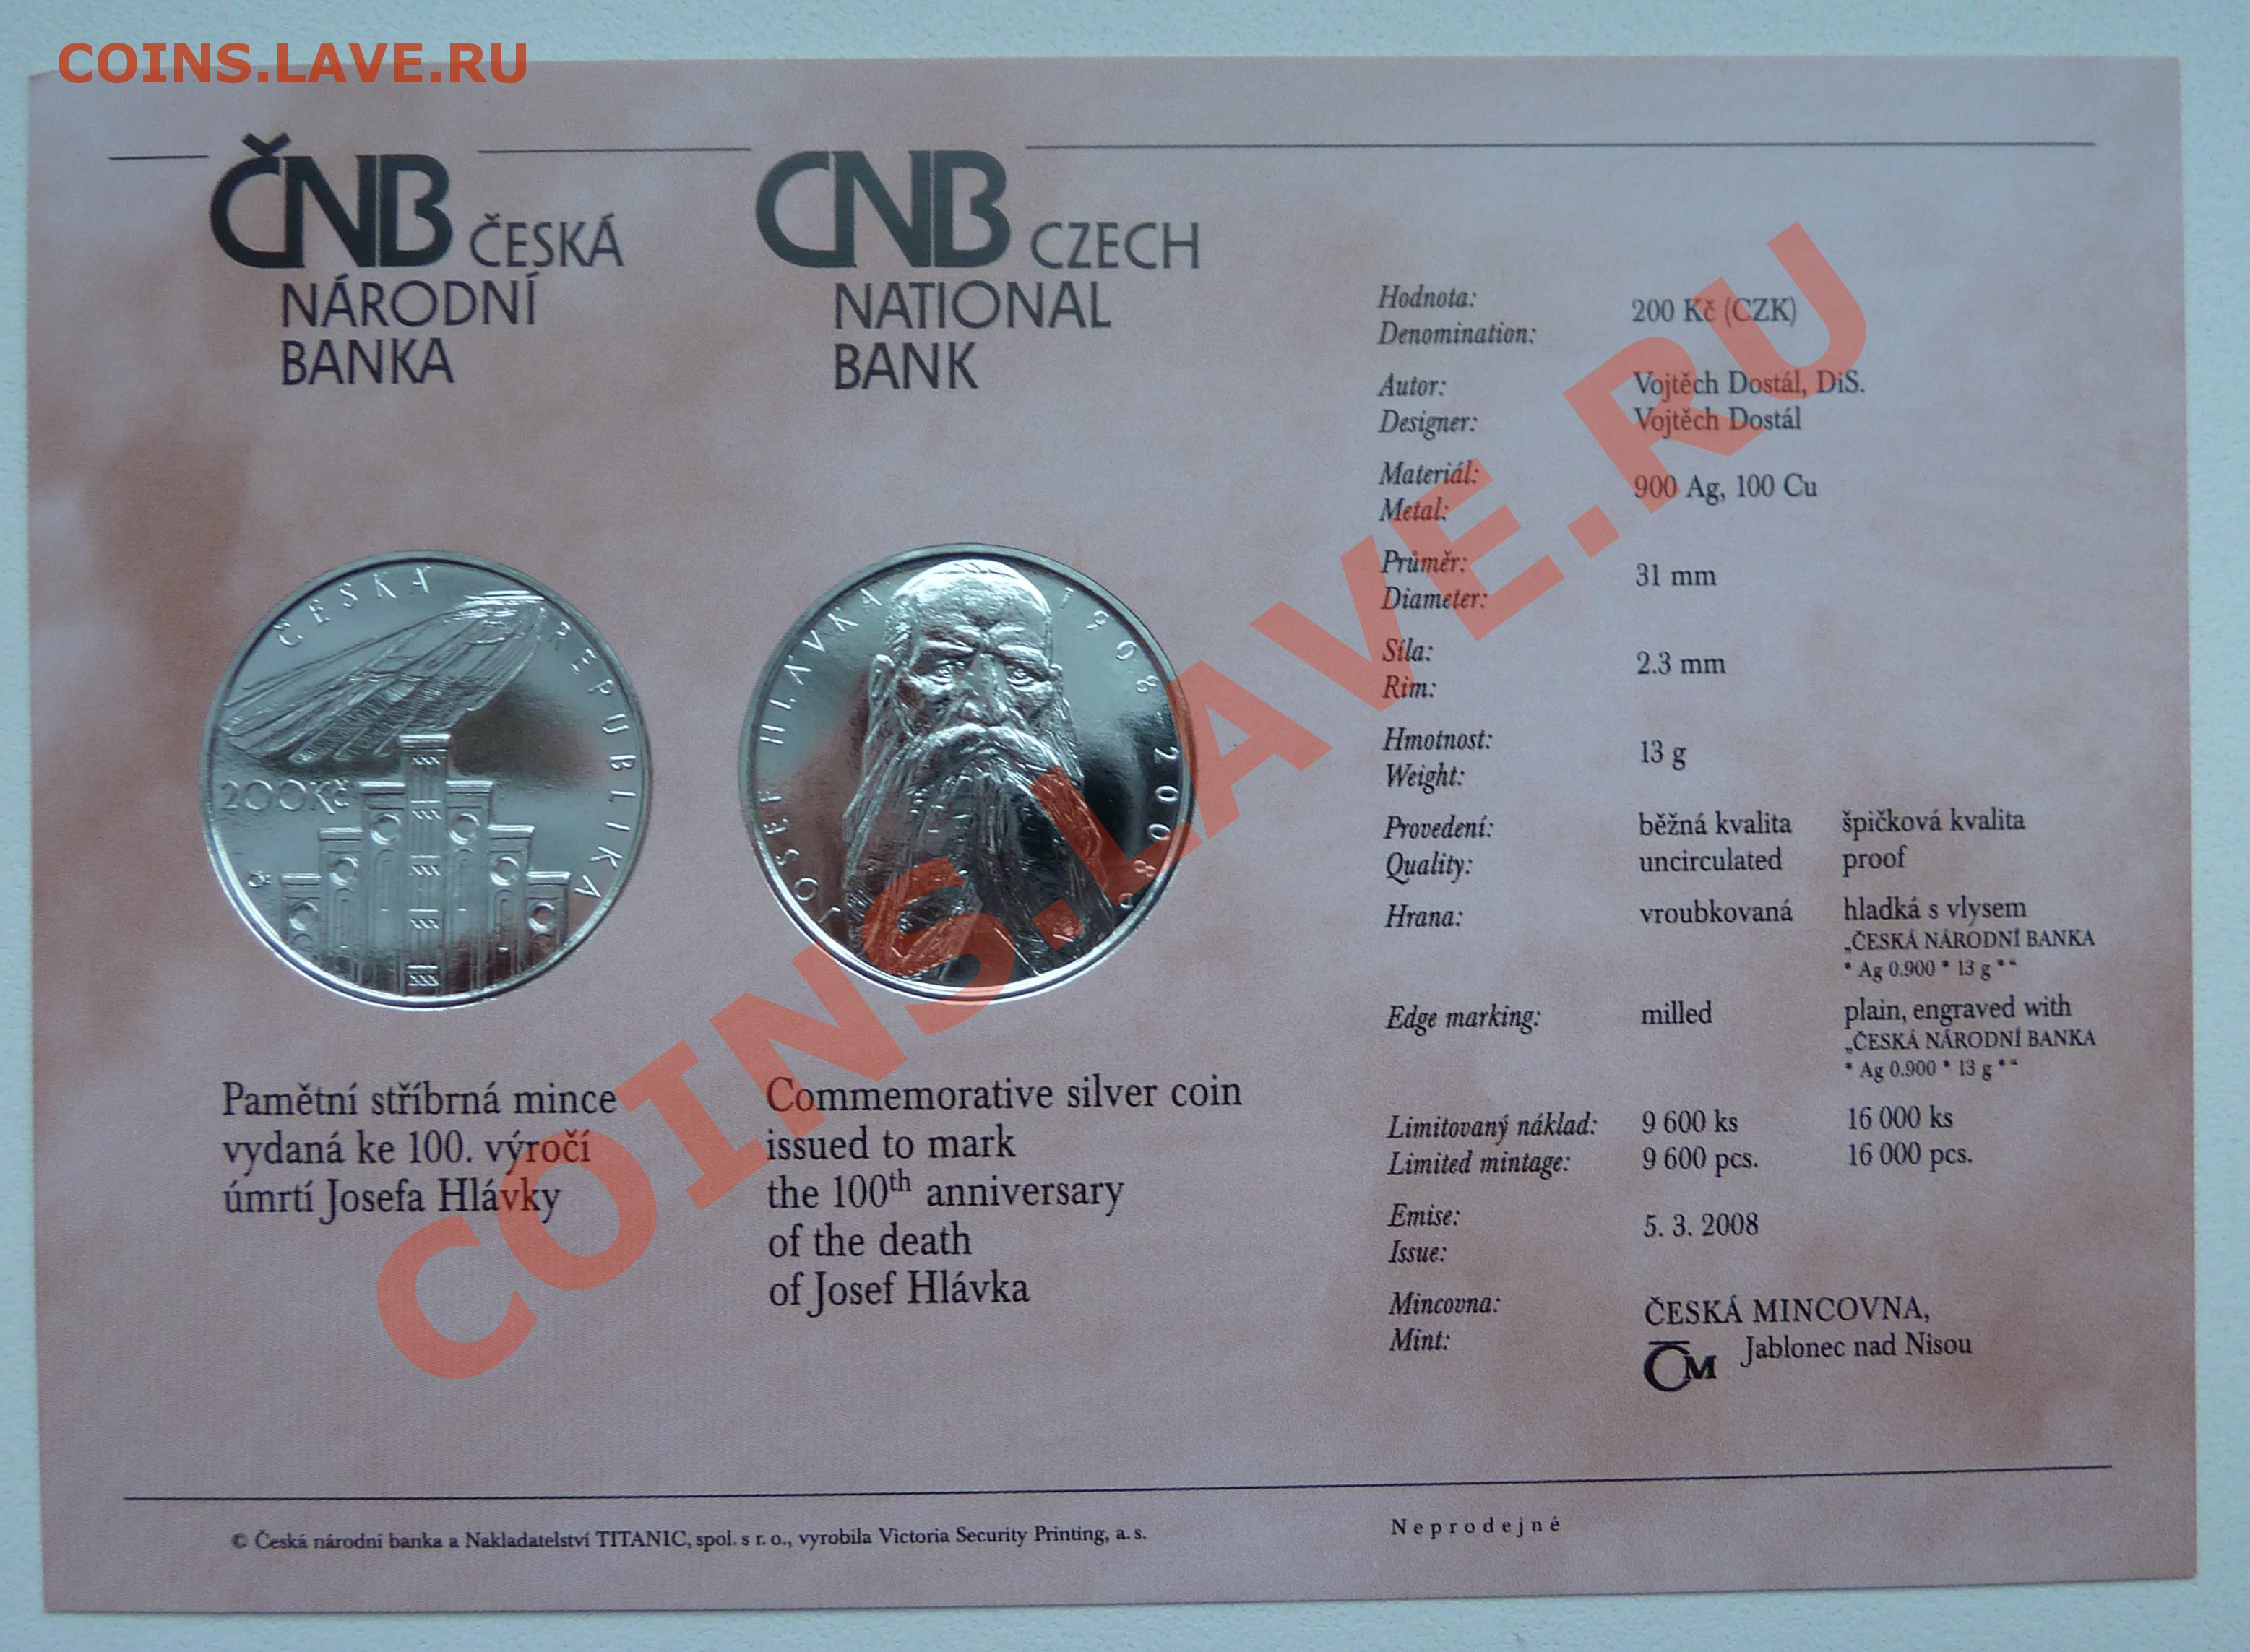 COINS.LAVE.RU
ČNB ČESKÁ
NÁRODNÍ
BANKA
CNB CZECH
NATIONAL
BANK
ČESKÁ REPUBLIKA
200 Kč
JOSEF HLÁVKA 1908 2008
Pamětní stříbrná mince
vydaná ke 100. výročí
úmrtí Josefa Hlávky
Commemorative silver coin
issued to mark
the 100th anniversary
of the death
of Josef Hlávka
Hodnota:
Denomination:
200 Kč (CZK)
Autor: Vojtěch Dostál, DiS.
Designer: Vojtěch Dostál
Materiál:
Metal:
900 Ag, 100 Cu
Průměr:
Diameter:
31 mm
Síla:
Rim:
2.3 mm
Hmotnost:
Weight:
13 g
Provedení: běžná kvalita špičková kvalita
Quality: uncirculated proof
Hrana: vroubkovaná hladká s vlysem
„ČESKÁ NÁRODNÍ BANKA
* Ag 0.900 * 13 g *“
Edge marking: milled plain, engraved with
„ČESKÁ NÁRODNÍ BANKA
* Ag 0.900 * 13 g *“
Limitovaný náklad: 9 600 ks 16 000 ks
Limited mintage: 9 600 pcs. 16 000 pcs.
Emise:
Issue:
5. 3. 2008
Mincovna:
Mint:
ČESKÁ MINCOVNA,
ČM Jablonec nad Nisou
© Česká národní banka a Nakladatelství TITANIC, spol. s r. o., vyrobila Victoria Security Printing, a. s.
Neprodejné
COINS.LAVE.RU